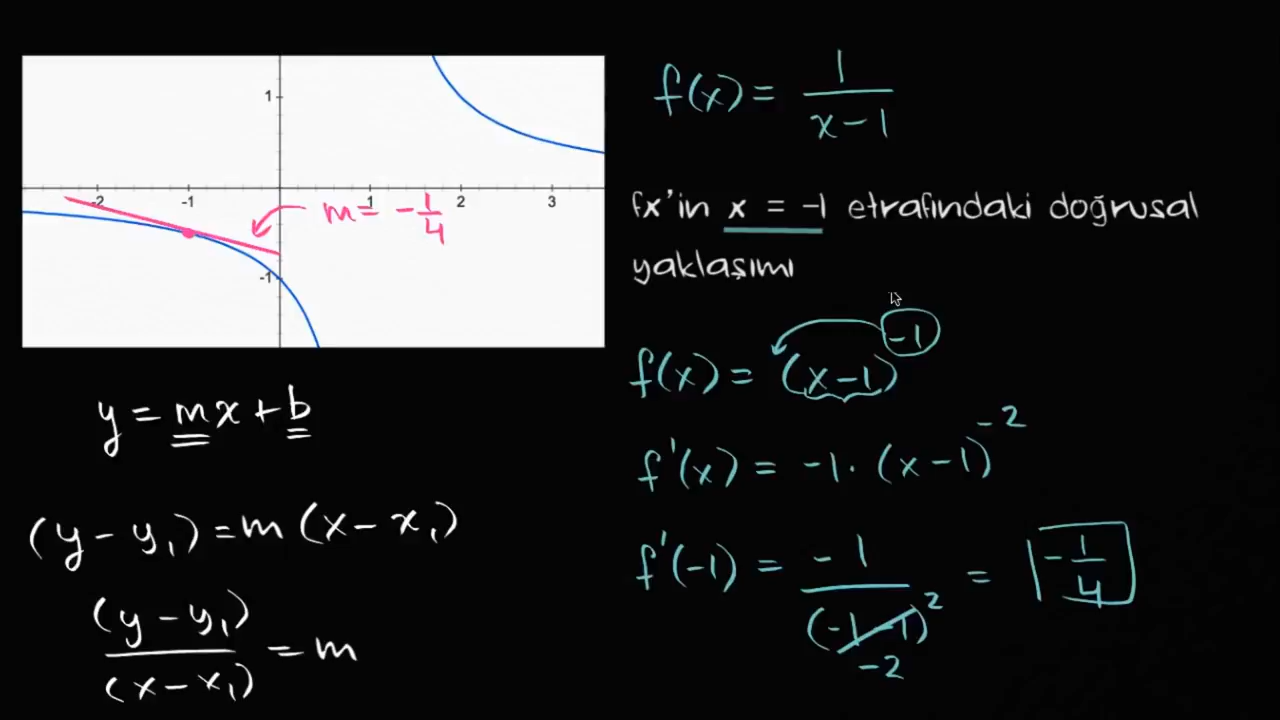 f(x) = 1/(x-1)
fx'in x = -1 etrafındaki doğrusal
yaklaşımı
f(x) = (x-1)^-1
f'(x) = -1 · (x-1)^-2
f'(-1) = -1/(-1-1)^2 = -1/4
-2
1
-2 -1 1 2 3
m = -1/4
-1
y = mx + b
(y - y₁) = m (x - x₁)
(y - y₁)/(x - x₁) = m